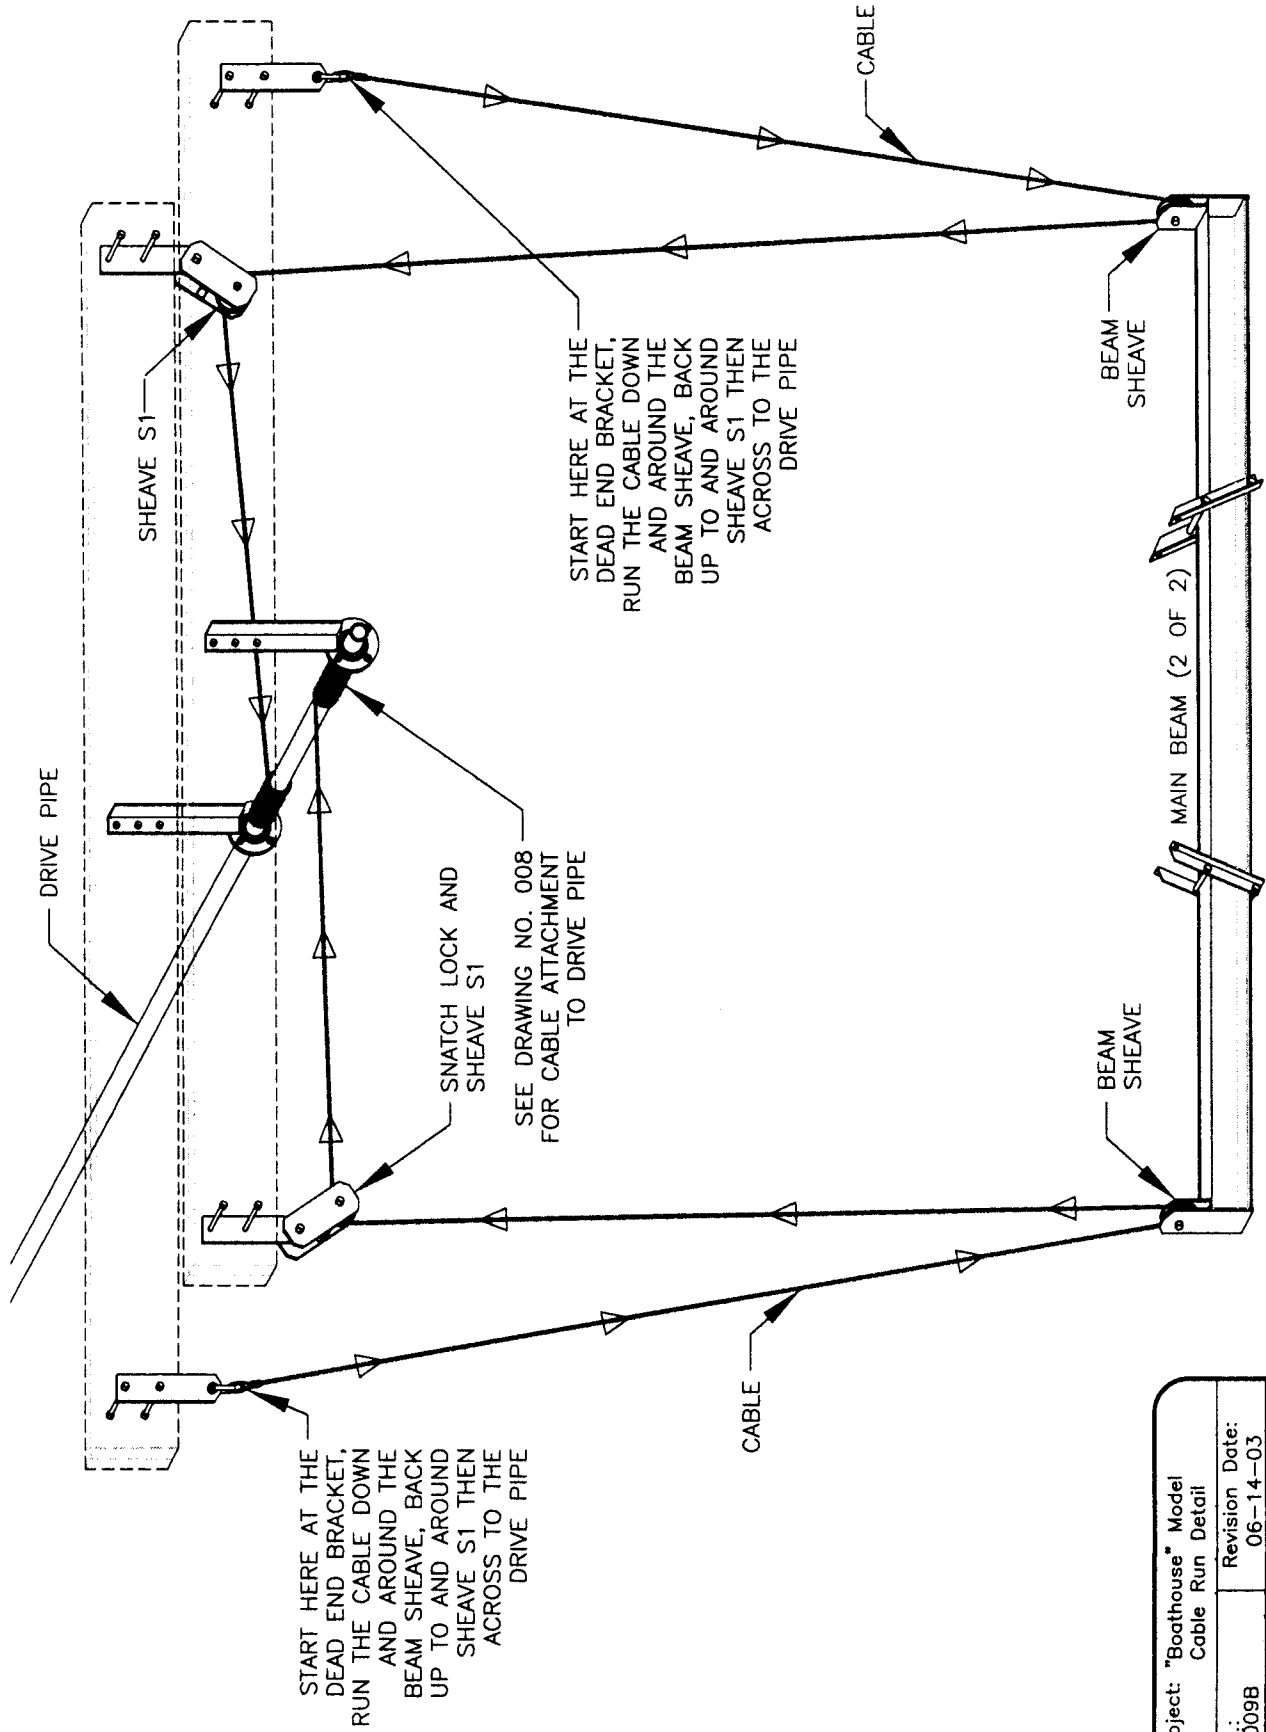 DRIVE PIPE
SHEAVE S1
CABLE
SNATCH LOCK AND
SHEAVE S1
SEE DRAWING NO. 008
FOR CABLE ATTACHMENT
TO DRIVE PIPE
START HERE AT THE
DEAD END BRACKET,
RUN THE CABLE DOWN
AND AROUND THE
BEAM SHEAVE, BACK
UP TO AND AROUND
SHEAVE S1 THEN
ACROSS TO THE
DRIVE PIPE
START HERE AT THE
DEAD END BRACKET,
RUN THE CABLE DOWN
AND AROUND THE
BEAM SHEAVE, BACK
UP TO AND AROUND
SHEAVE S1 THEN
ACROSS TO THE
DRIVE PIPE
CABLE
BEAM
SHEAVE
BEAM
SHEAVE
MAIN BEAM (2 OF 2)
oject: "Boathouse" Model
Cable Run Detail
009B
Revision Date:
06-14-03